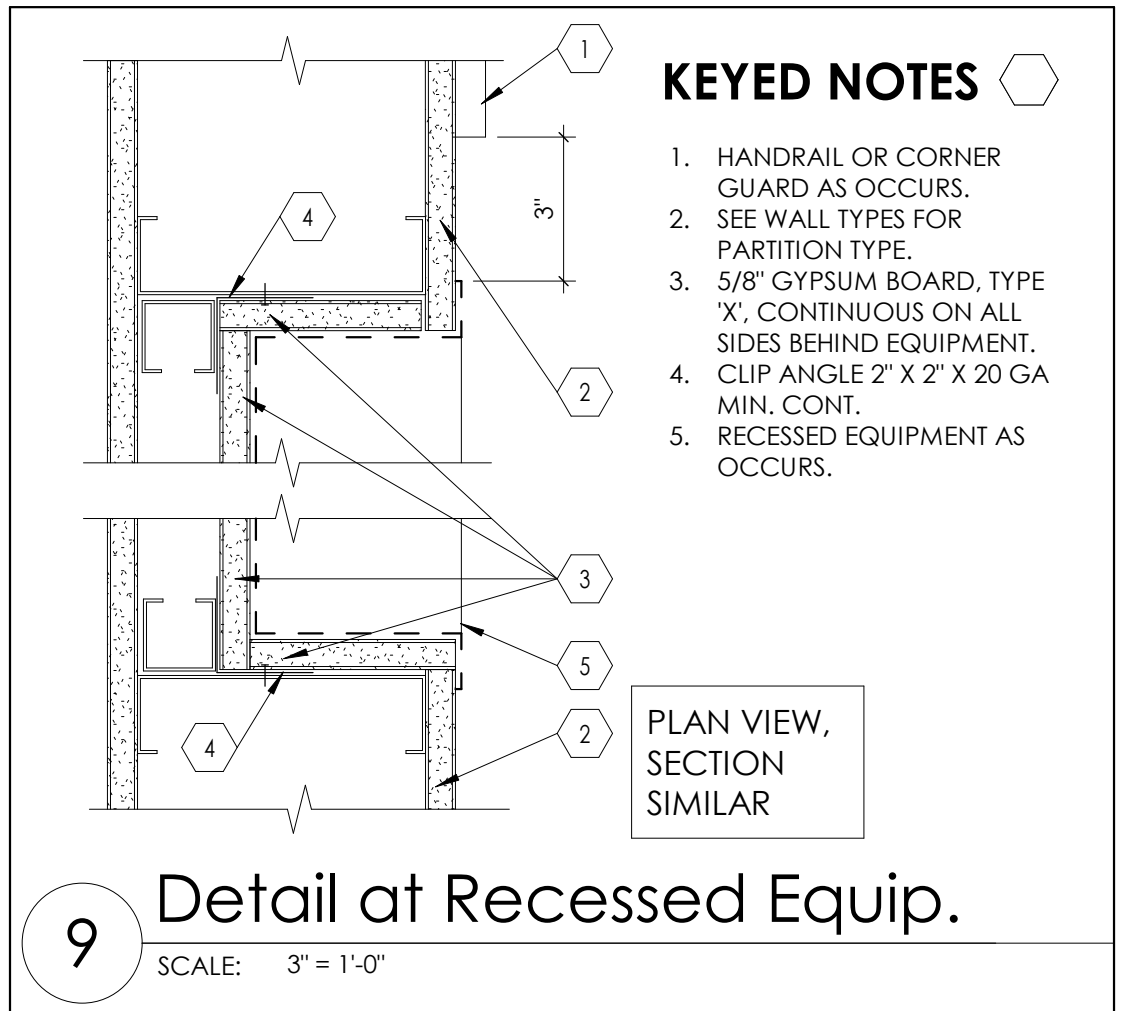 1
KEYED NOTES
1. HANDRAIL OR CORNER
GUARD AS OCCURS.
2. SEE WALL TYPES FOR
PARTITION TYPE.
3. 5/8" GYPSUM BOARD, TYPE
'X', CONTINUOUS ON ALL
SIDES BEHIND EQUIPMENT.
4. CLIP ANGLE 2" X 2" X 20 GA
MIN. CONT.
5. RECESSED EQUIPMENT AS
OCCURS.
4
3"
2
3
5
2
4
PLAN VIEW,
SECTION
SIMILAR
9
Detail at Recessed Equip.
SCALE: 3" = 1'-0"